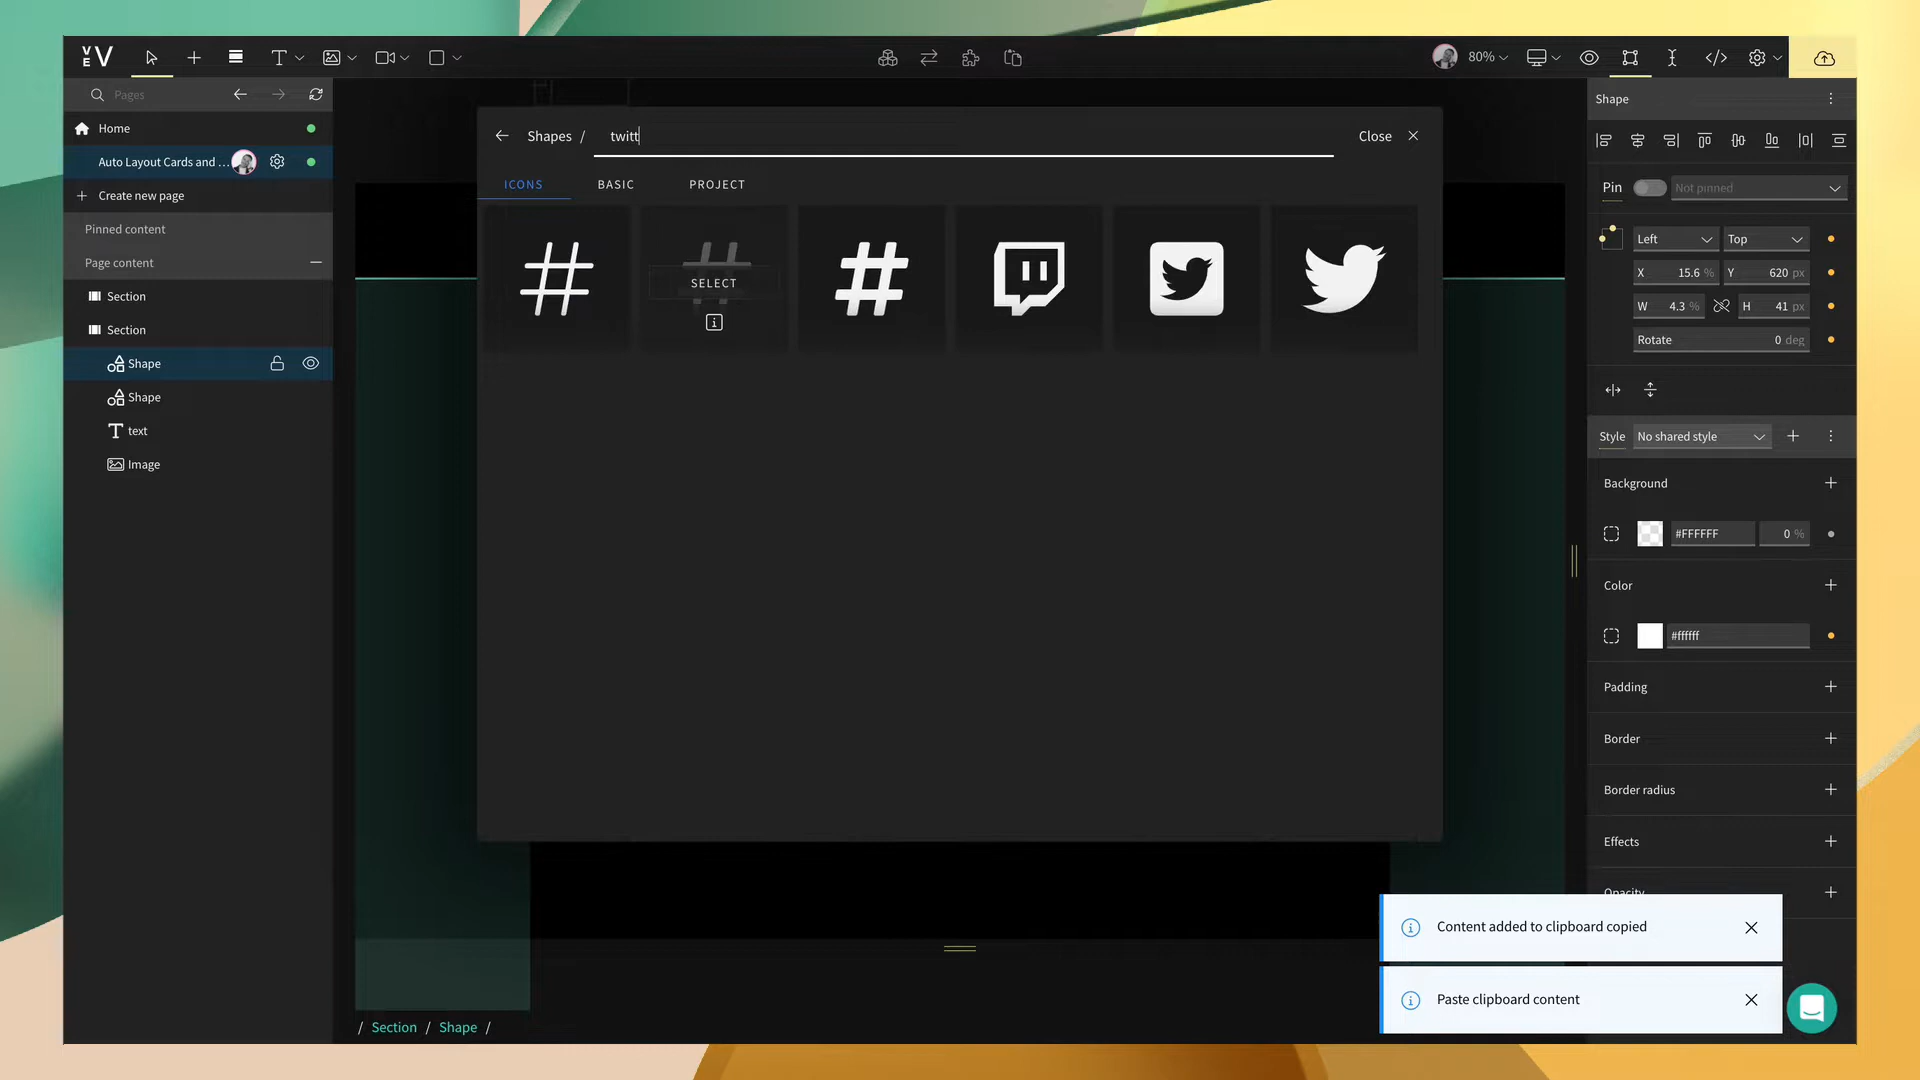 VEV
80%
Pages
Home
Auto Layout Cards and ...
Create new page
Pinned content
Page content
Section
Section
Shape
Shape
text
Image
Shapes / twitt
Close
ICONS BASIC PROJECT
SELECT
Shape
Pin Not pinned
Left Top
X 15.6 % Y 620 px
W 4.3 % H 41 px
Rotate 0 deg
Style No shared style
Background
#FFFFFF 0 %
Color
#ffffff
Padding
Border
Border radius
Effects
Opacity
Content added to clipboard copied
Paste clipboard content
/ Section / Shape /